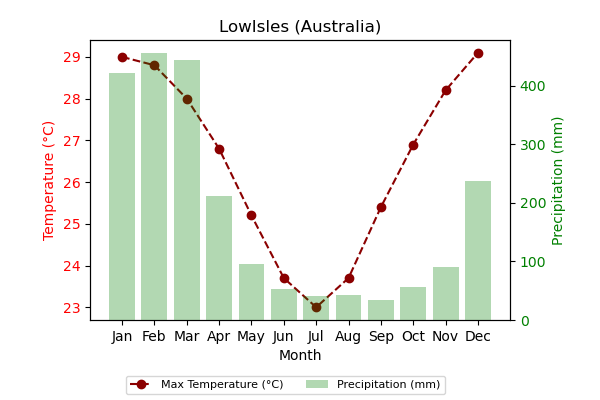 LowIsles (Australia)
29
28
27
26
25
24
23
Temperature (°C)
400
300
200
100
0
Precipitation (mm)
Jan Feb Mar Apr May Jun Jul Aug Sep Oct Nov Dec
Month
Max Temperature (°C) Precipitation (mm)